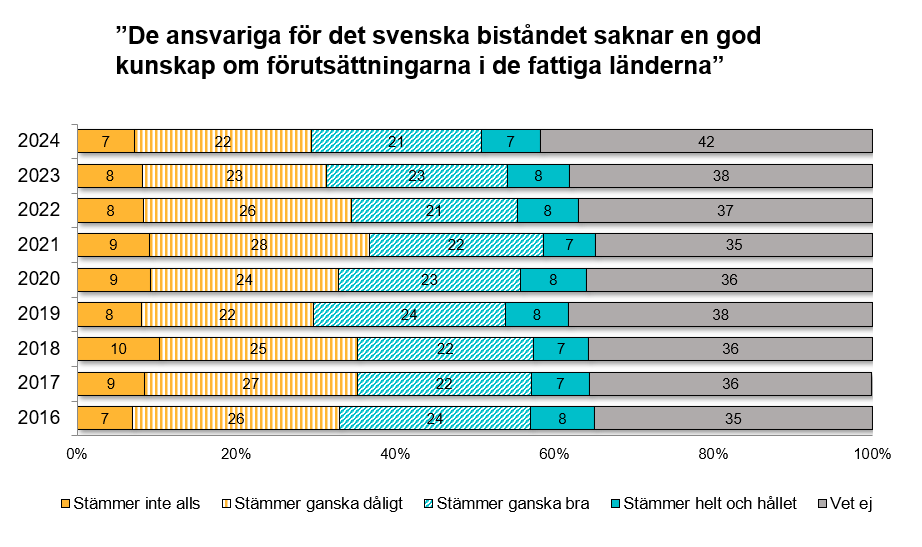 ”De ansvariga för det svenska biståndet saknar en god
kunskap om förutsättningarna i de fattiga länderna”
2024 7 22 21 7 42
2023 8 23 23 8 38
2022 8 26 21 8 37
2021 9 28 22 7 35
2020 9 24 23 8 36
2019 8 22 24 8 38
2018 10 25 22 7 36
2017 9 27 22 7 36
2016 7 26 24 8 35
0% 20% 40% 60% 80% 100%
Stämmer inte alls Stämmer ganska dåligt Stämmer ganska bra Stämmer helt och hållet Vet ej